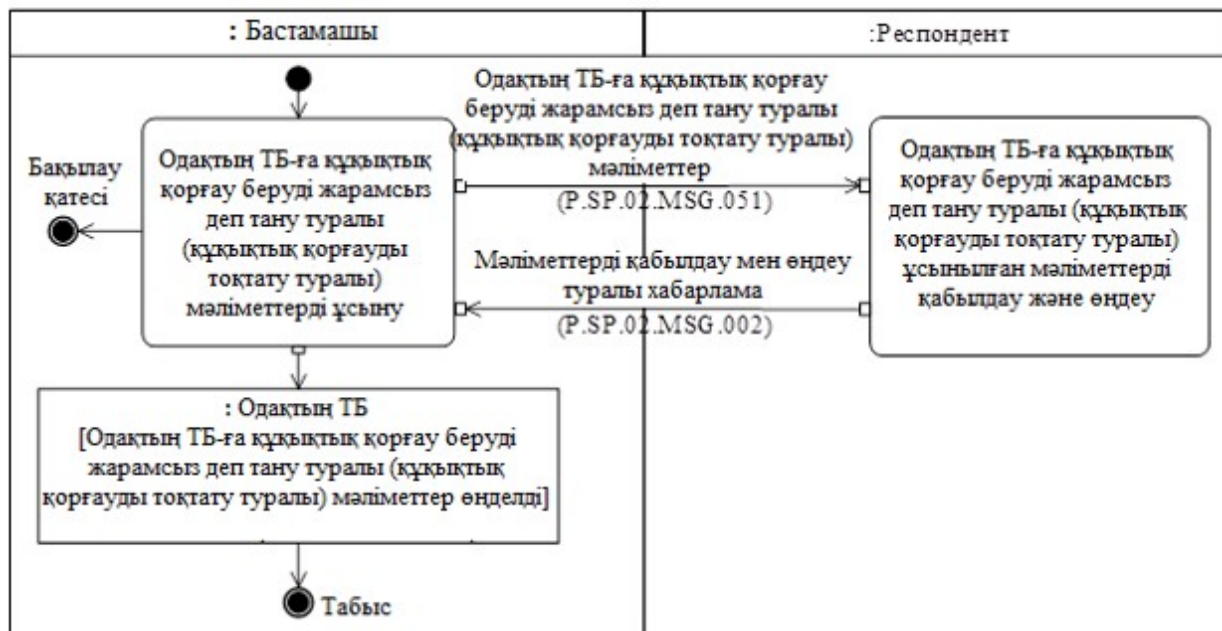 : Бастамашы
:Респондент
Одақтың ТБ-ға құқықтық қорғау
беруді жарамсыз деп тану туралы
(құқықтық қорғауды тоқтату туралы)
мәліметтер
(P.SP.02.MSG.051)
Бақылау
қатесі
Одақтың ТБ-ға құқықтық
қорғау беруді жарамсыз
деп тану туралы
(құқықтық қорғауды
тоқтату туралы)
мәліметтерді ұсыну
Одақтың ТБ-ға құқықтық
қорғау беруді жарамсыз
деп тану туралы (құқықтық
қорғауды тоқтату туралы)
ұсынылған мәліметтерді
қабылдау және өңдеу
Мәліметтерді қабылдау мен өңдеу
туралы хабарлама
(P.SP.02.MSG.002)
: Одақтың ТБ
[Одақтың ТБ-ға құқықтық қорғау беруді
жарамсыз деп тану туралы (құқықтық
қорғауды тоқтату туралы) мәліметтер өңделді]
Табыс